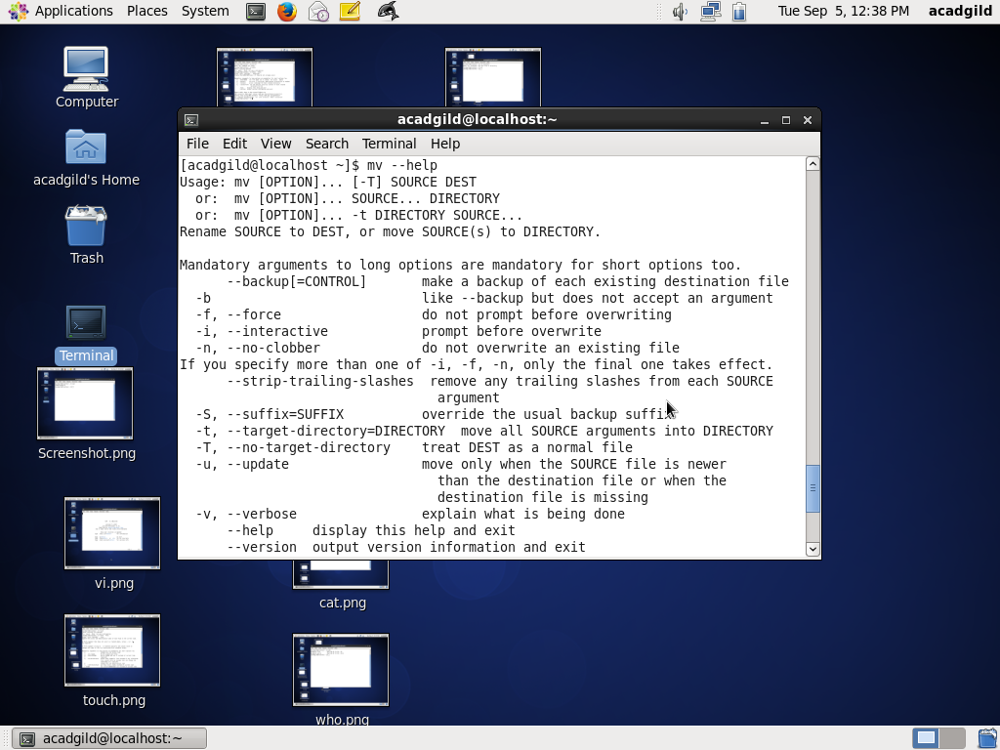 Applications Places System
Tue Sep 5, 12:38 PM acadgild
Computer
acadgild's Home
Trash
Terminal
Screenshot.png
vi.png
touch.png
cat.png
who.png
acadgild@localhost:~
File Edit View Search Terminal Help
[acadgild@localhost ~]$ mv --help
Usage: mv [OPTION]... [-T] SOURCE DEST
  or:  mv [OPTION]... SOURCE... DIRECTORY
  or:  mv [OPTION]... -t DIRECTORY SOURCE...
Rename SOURCE to DEST, or move SOURCE(s) to DIRECTORY.

Mandatory arguments to long options are mandatory for short options too.
      --backup[=CONTROL]       make a backup of each existing destination file
  -b                           like --backup but does not accept an argument
  -f, --force                  do not prompt before overwriting
  -i, --interactive            prompt before overwrite
  -n, --no-clobber             do not overwrite an existing file
If you specify more than one of -i, -f, -n, only the final one takes effect.
      --strip-trailing-slashes  remove any trailing slashes from each SOURCE
                                 argument
  -S, --suffix=SUFFIX          override the usual backup suffix
  -t, --target-directory=DIRECTORY  move all SOURCE arguments into DIRECTORY
  -T, --no-target-directory    treat DEST as a normal file
  -u, --update                 move only when the SOURCE file is newer
                                 than the destination file or when the
                                 destination file is missing
  -v, --verbose                explain what is being done
      --help     display this help and exit
      --version  output version information and exit
acadgild@localhost:~